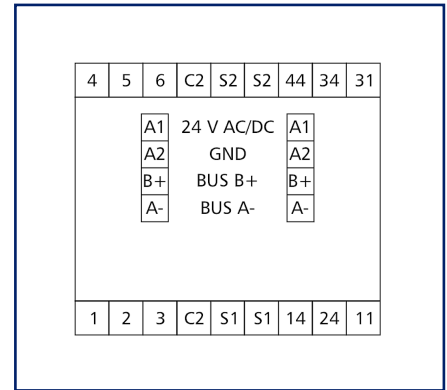 4 5 6 C2 S2 S2 44 34 31
A1 24 V AC/DC A1
A2 GND A2
B+ BUS B+ B+
A- BUS A- A-
1 2 3 C2 S1 S1 14 24 11